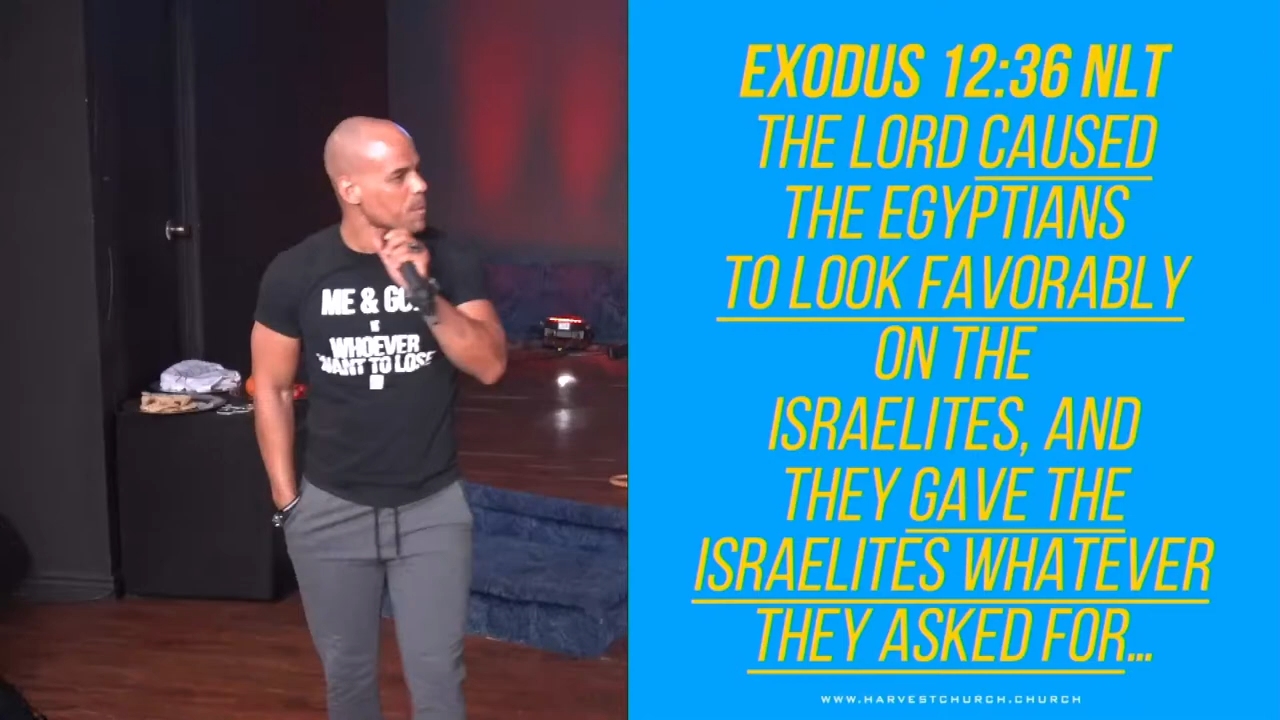 ME & GO
WHOEVER
WANT TO LOSE
EXODUS 12:36 NLT
THE LORD CAUSED
THE EGYPTIANS
TO LOOK FAVORABLY
ON THE
ISRAELITES, AND
THEY GAVE THE
ISRAELITES WHATEVER
THEY ASKED FOR...
WWW.HARVESTCHURCH.CHURCH